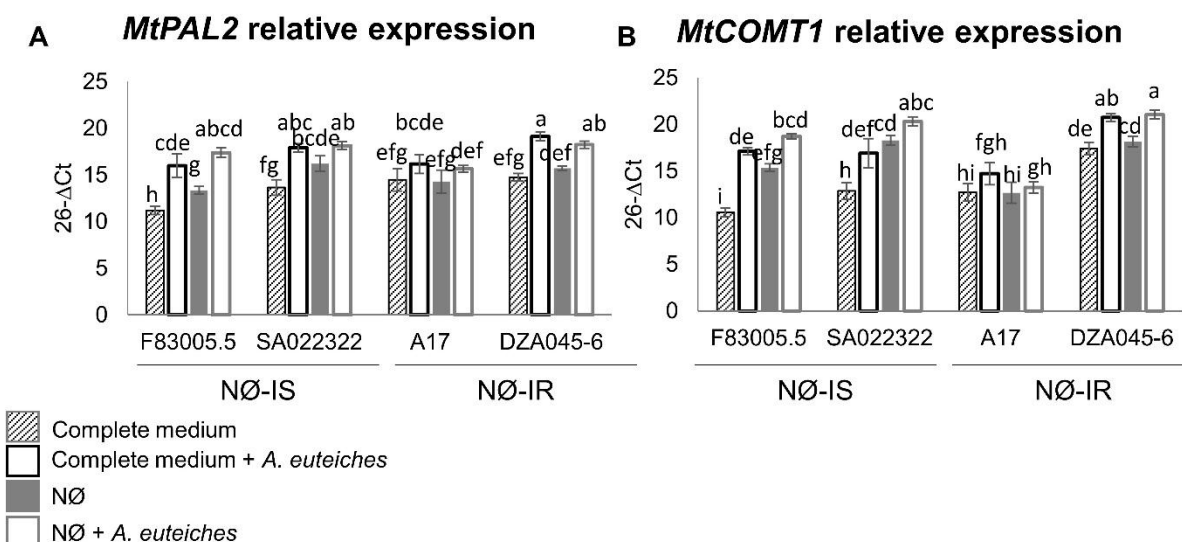 A MtPAL2 relative expression
26-ΔCt
25
20
15
10
5
0
h cde g abcd
fg abc bcde ab
efg bcde efg def
efg a def ab
F83005.5 SA022322 A17 DZA045-6
NØ-IS NØ-IR
B MtCOMT1 relative expression
26-ΔCt
25
20
15
10
5
0
i de efg bcd
h def cd abc
hi fgh hi gh
de ab cd a
F83005.5 SA022322 A17 DZA045-6
NØ-IS NØ-IR
Complete medium
Complete medium + A. euteiches
NØ
NØ + A. euteiches